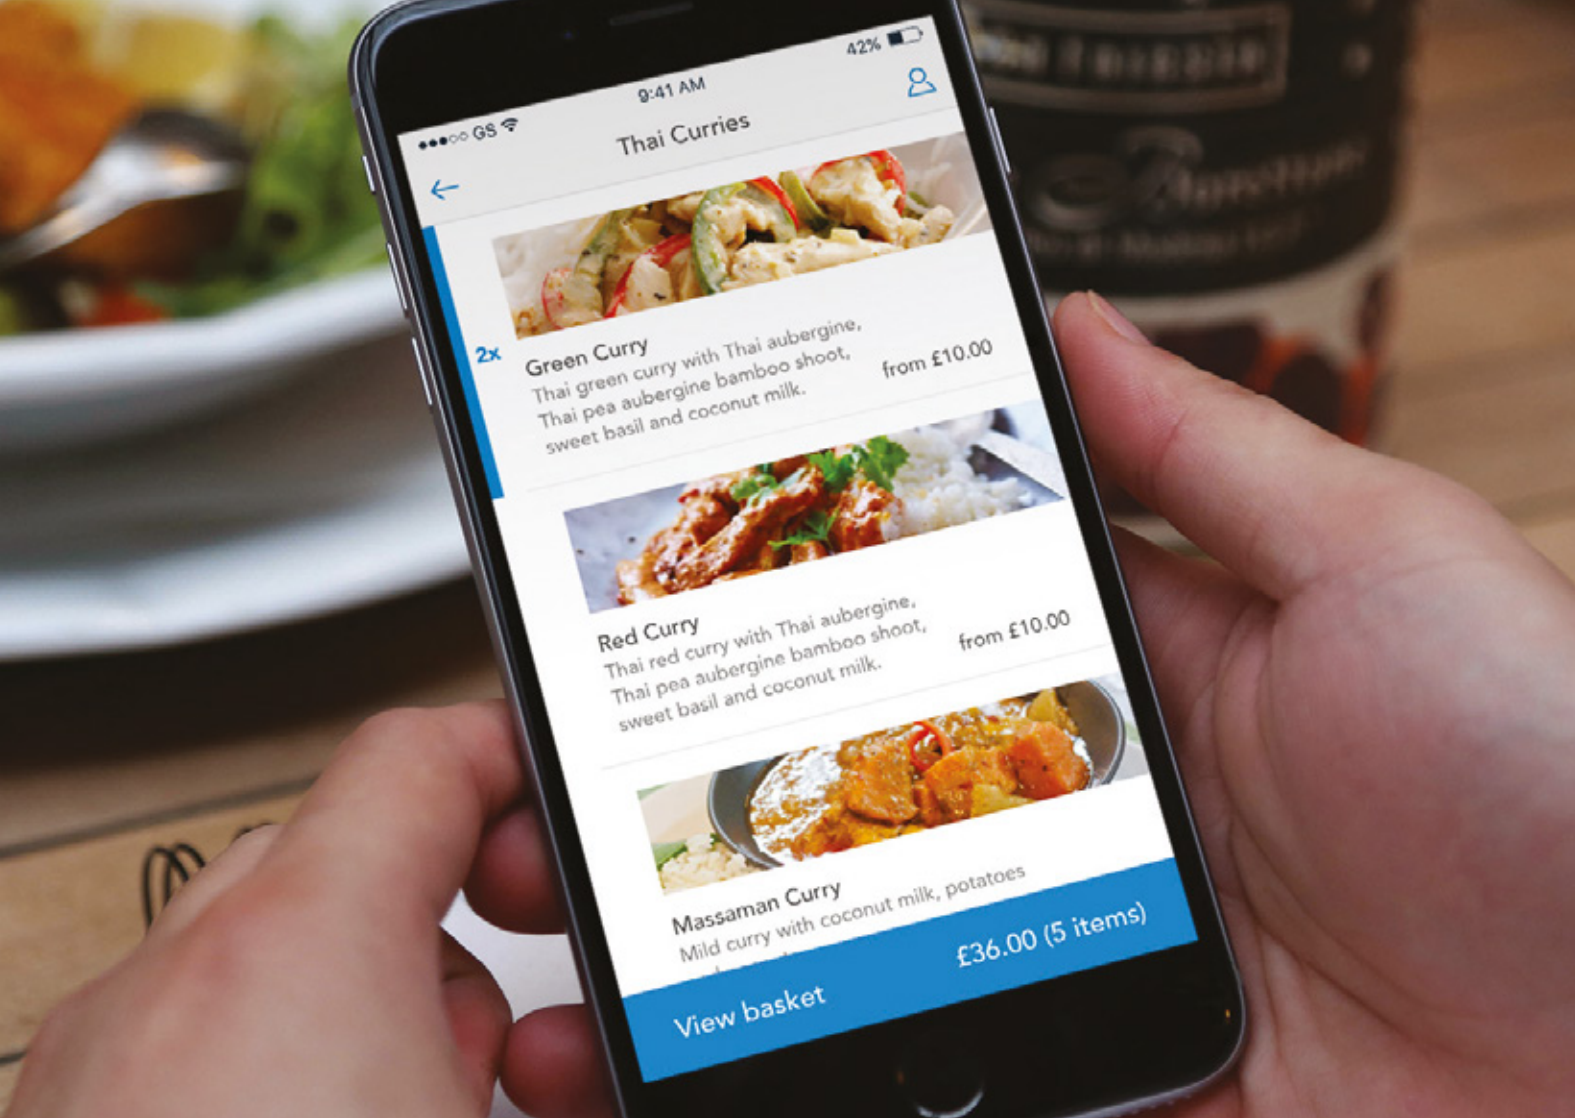 42%
9:41 AM
GS
Thai Curries
2x
Green Curry
Thai green curry with Thai aubergine,
Thai pea aubergine bamboo shoot,
sweet basil and coconut milk.
from £10.00
Red Curry
Thai red curry with Thai aubergine,
Thai pea aubergine bamboo shoot,
sweet basil and coconut milk.
from £10.00
Massaman Curry
Mild curry with coconut milk, potatoes
View basket
£36.00 (5 items)